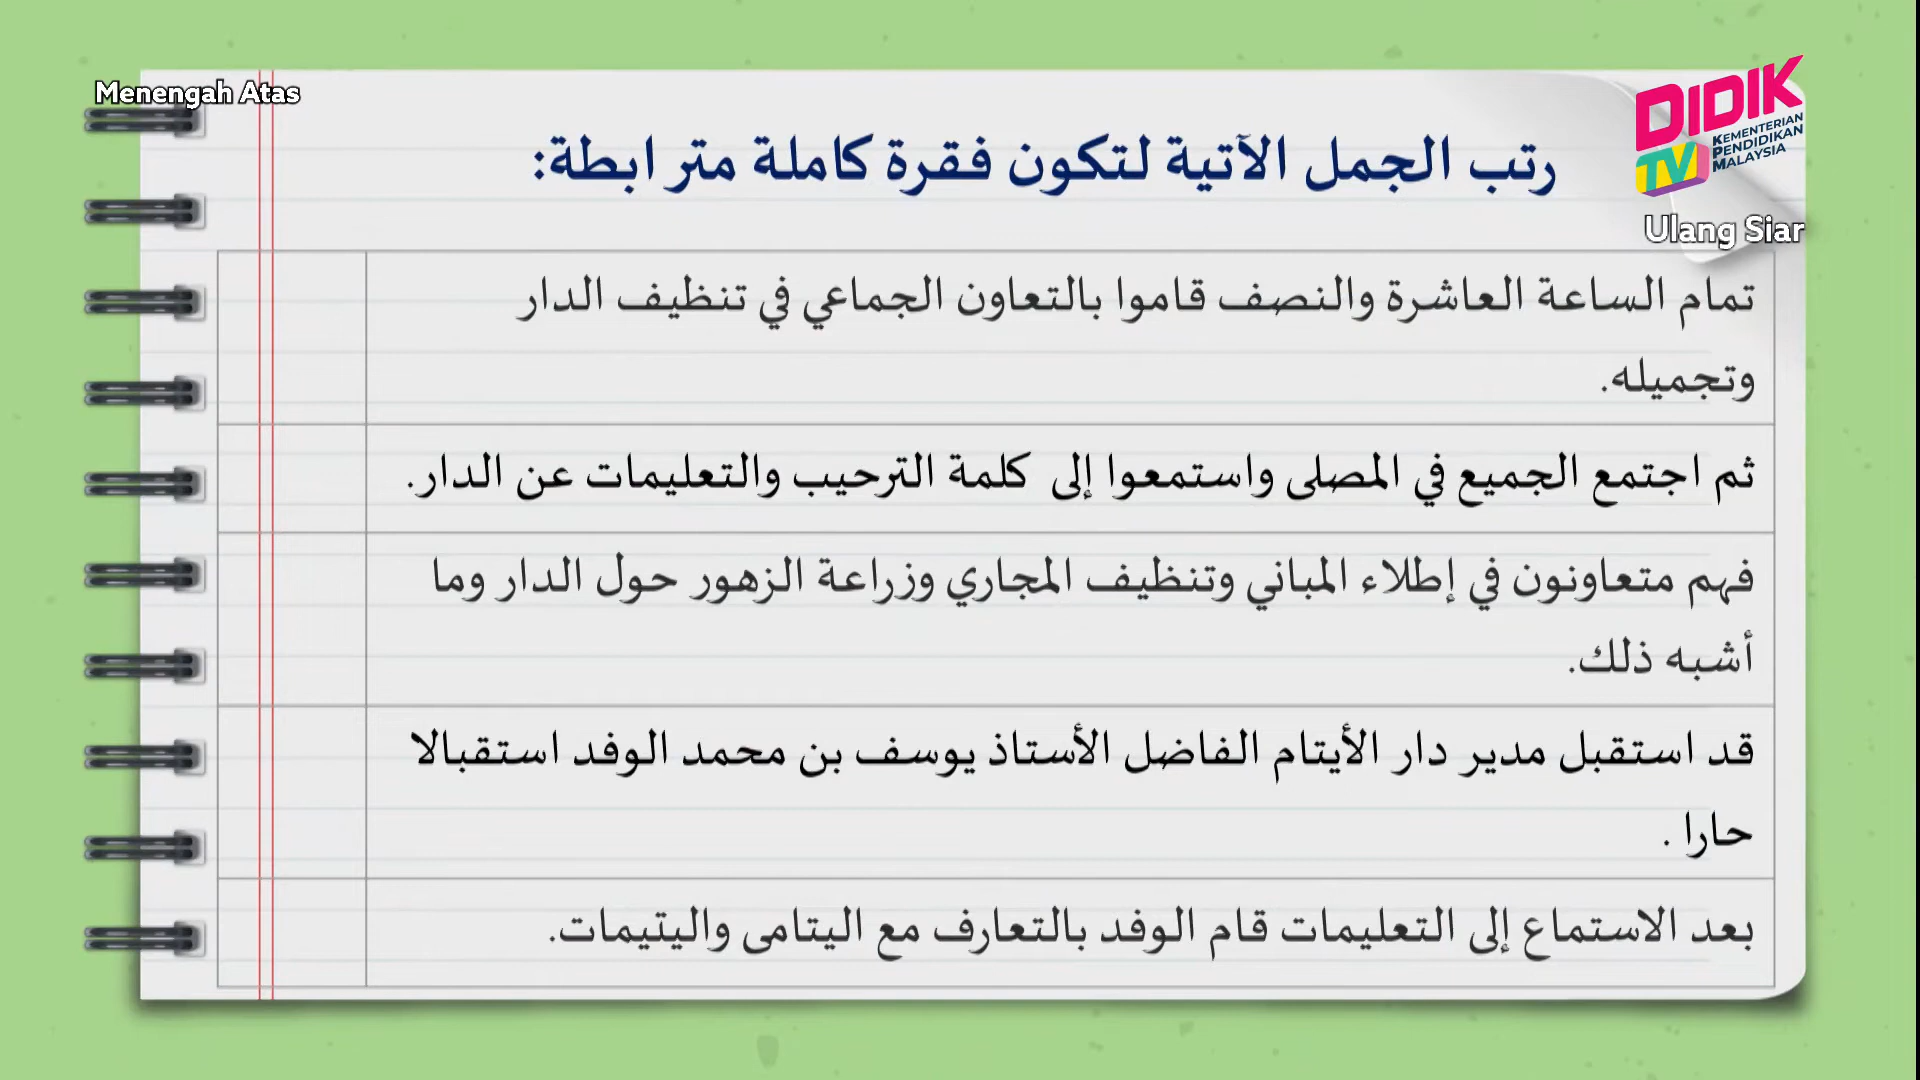 Menengah Atas
DIDIK
TV
KEMENTERIAN
PENDIDIKAN
MALAYSIA
Ulang Siar
رتب الجمل الآتية لتكون فقرة كاملة مترابطة:
تمام الساعة العاشرة والنصف قاموا بالتعاون الجماعي في تنظيف الدار
وتجميله.
ثم اجتمع الجميع في المصلى واستمعوا إلى كلمة الترحيب والتعليمات عن الدار.
فهم متعاونون في إطلاء المباني وتنظيف المجاري وزراعة الزهور حول الدار وما
أشبه ذلك.
قد استقبل مدير دار الأيتام الفاضل الأستاذ يوسف بن محمد الوفد استقبالا
حارا .
بعد الاستماع إلى التعليمات قام الوفد بالتعارف مع اليتامى واليتيمات.